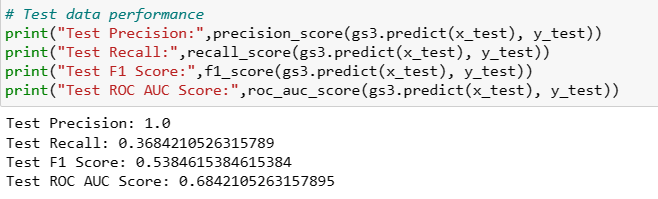 # Test data performance
print("Test Precision:",precision_score(gs3.predict(x_test), y_test))
print("Test Recall:",recall_score(gs3.predict(x_test), y_test))
print("Test F1 Score:",f1_score(gs3.predict(x_test), y_test))
print("Test ROC AUC Score:",roc_auc_score(gs3.predict(x_test), y_test))
Test Precision: 1.0
Test Recall: 0.3684210526315789
Test F1 Score: 0.5384615384615384
Test ROC AUC Score: 0.6842105263157895